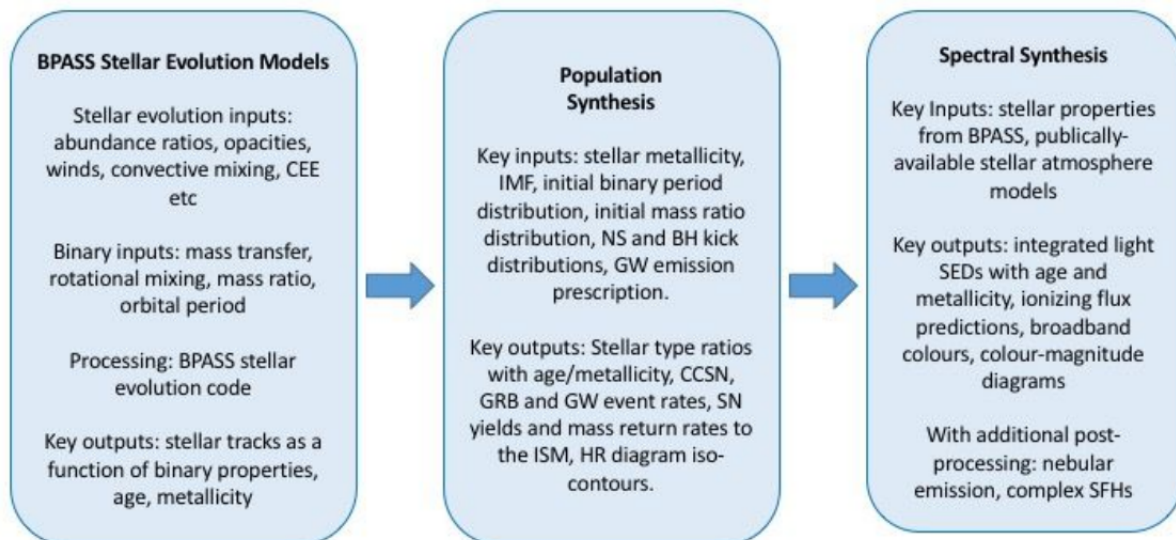 BPASS Stellar Evolution Models
Stellar evolution inputs:
abundance ratios, opacities,
winds, convective mixing, CEE
etc
Binary inputs: mass transfer,
rotational mixing, mass ratio,
orbital period
Processing: BPASS stellar
evolution code
Key outputs: stellar tracks as a
function of binary properties,
age, metallicity
Population
Synthesis
Key inputs: stellar metallicity,
IMF, initial binary period
distribution, initial mass ratio
distribution, NS and BH kick
distributions, GW emission
prescription.
Key outputs: Stellar type ratios
with age/metallicity, CCSN,
GRB and GW event rates, SN
yields and mass return rates to
the ISM, HR diagram iso-
contours.
Spectral Synthesis
Key Inputs: stellar properties
from BPASS, publically-
available stellar atmosphere
models
Key outputs: integrated light
SEDs with age and
metallicity, ionizing flux
predictions, broadband
colours, colour-magnitude
diagrams
With additional post-
processing: nebular
emission, complex SFHs